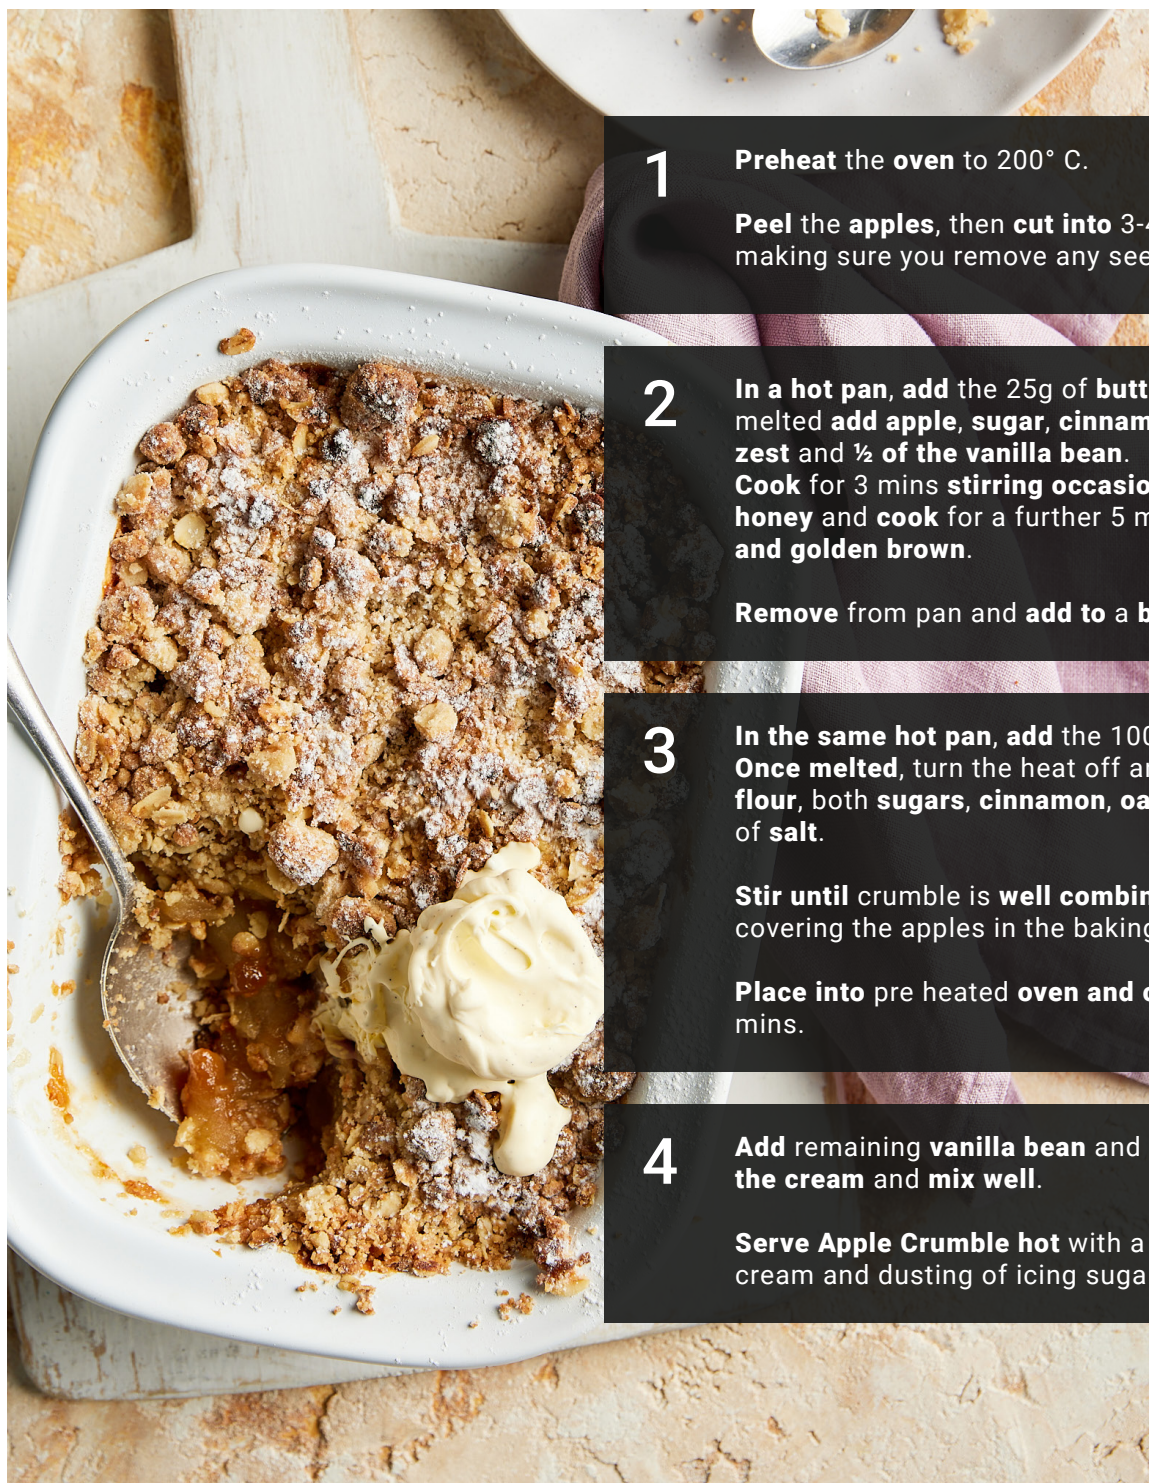 1
Preheat the oven to 200° C.
Peel the apples, then cut into 3-
making sure you remove any
2
In a hot pan, add the 25g of
melted add apple, sugar,
zest and ½ of the vanilla bean.
Cook for 3 mins stirring
honey and cook for a further 5
and golden brown.
Remove from pan and add to a
3
In the same hot pan, add the
Once melted, turn the heat off
flour, both sugars, cinnamon,
of salt.
Stir until crumble is well
covering the apples in the baking
Place into pre heated oven and
mins.
4
Add remaining vanilla bean and
the cream and mix well.
Serve Apple Crumble hot with a
cream and dusting of icing